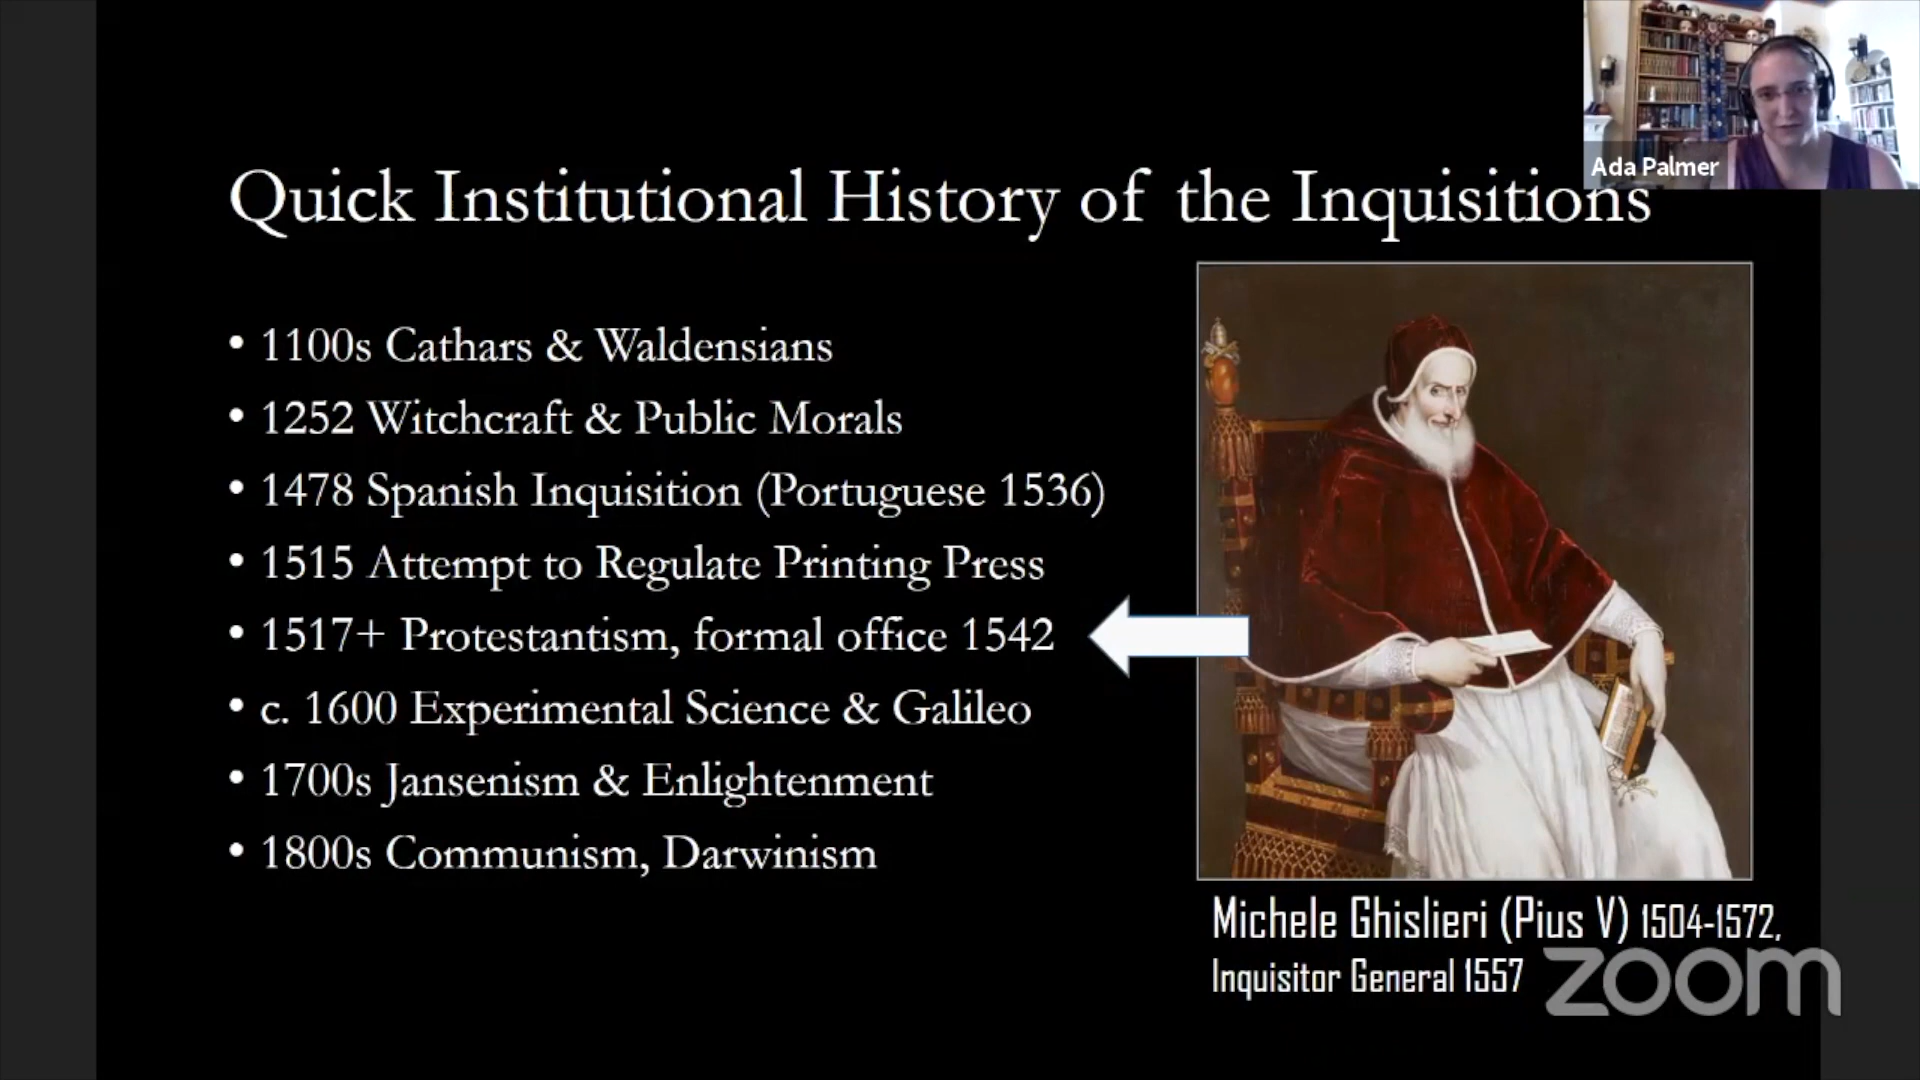 Ada Palmer
Quick Institutional History of the Inquisitions
• 1100s Cathars & Waldensians
• 1252 Witchcraft & Public Morals
• 1478 Spanish Inquisition (Portuguese 1536)
• 1515 Attempt to Regulate Printing Press
• 1517+ Protestantism, formal office 1542
• c. 1600 Experimental Science & Galileo
• 1700s Jansenism & Enlightenment
• 1800s Communism, Darwinism
Michele Ghislieri (Pius V) 1504-1572,
Inquisitor General 1557
zoom